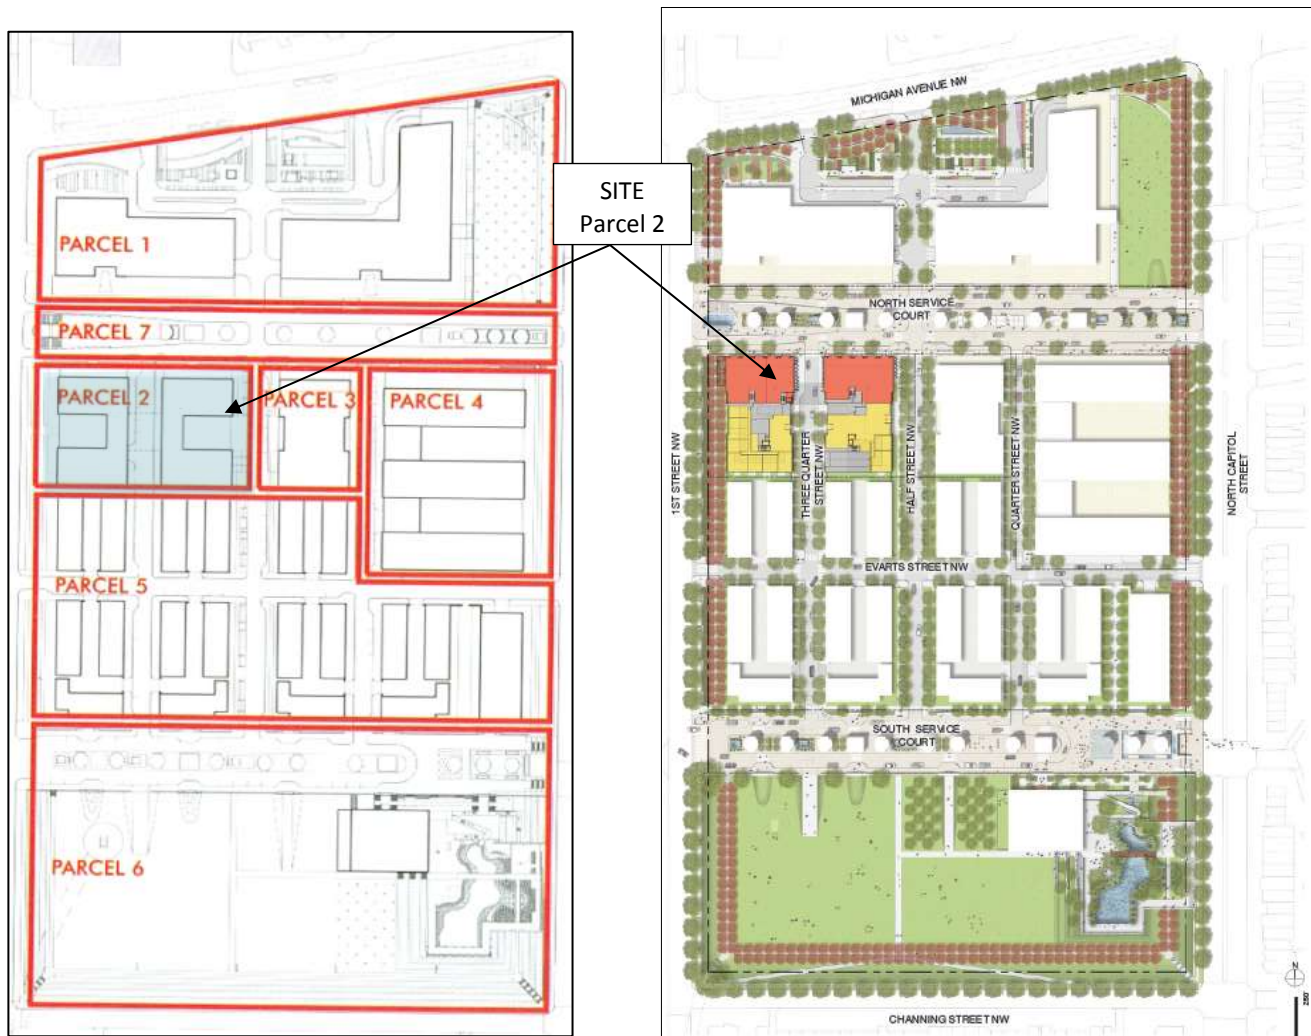 SITE
Parcel 2
PARCEL 1
PARCEL 7
PARCEL 2
PARCEL 3
PARCEL 4
PARCEL 5
PARCEL 6
MICHIGAN AVENUE NW
NORTH SERVICE
COURT
1ST STREET NW
THREE QUARTER
STREET NW
HALF STREET NW
QUARTER STREET NW
NORTH CAPITOL
STREET
EVARTS STREET NW
SOUTH SERVICE
COURT
CHANNING STREET NW
N